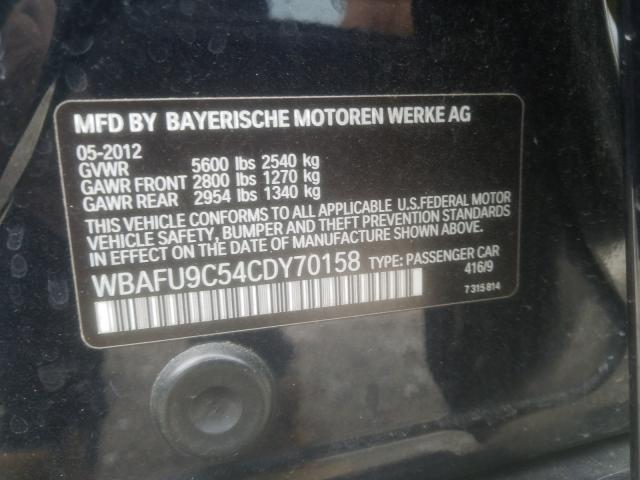 MFD BY BAYERISCHE MOTOREN WERKE AG
05-2012
GVWR 5600 lbs 2540 kg
GAWR FRONT 2800 lbs 1270 kg
GAWR REAR 2954 lbs 1340 kg
THIS VEHICLE CONFORMS TO ALL APPLICABLE U.S.FEDERAL MOTOR
VEHICLE SAFETY, BUMPER AND THEFT PREVENTION STANDARDS
IN EFFECT ON THE DATE OF MANUFACTURE SHOWN ABOVE.
WBAFU9C54CDY70158 TYPE: PASSENGER CAR
416/9
7 315 814